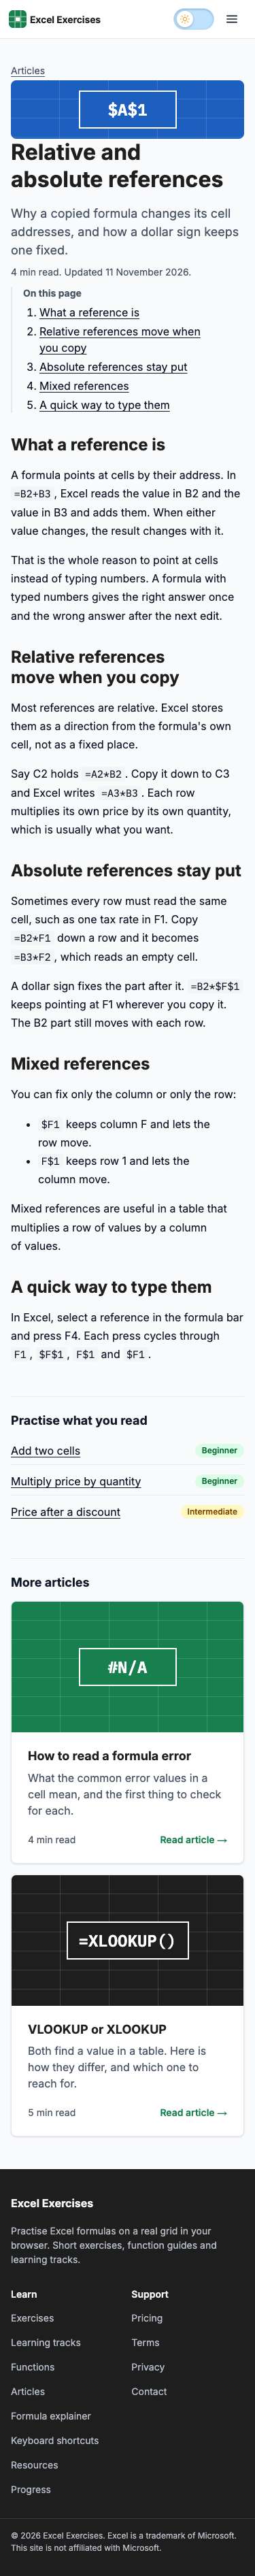 Excel Exercises
Articles
$A$1
Relative and
absolute references
Why a copied formula changes its cell
addresses, and how a dollar sign keeps
one fixed.
4 min read. Updated 11 November 2026.
On this page
1. What a reference is
2. Relative references move when
you copy
3. Absolute references stay put
4. Mixed references
5. A quick way to type them
What a reference is
A formula points at cells by their address. In
=B2+B3 , Excel reads the value in B2 and the
value in B3 and adds them. When either
value changes, the result changes with it.
That is the whole reason to point at cells
instead of typing numbers. A formula with
typed numbers gives the right answer once
and the wrong answer after the next edit.
Relative references
move when you copy
Most references are relative. Excel stores
them as a direction from the formula's own
cell, not as a fixed place.
Say C2 holds =A2*B2 . Copy it down to C3
and Excel writes =A3*B3 . Each row
multiplies its own price by its own quantity,
which is usually what you want.
Absolute references stay put
Sometimes every row must read the same
cell, such as one tax rate in F1. Copy
=B2*F1 down a row and it becomes
=B3*F2 , which reads an empty cell.
A dollar sign fixes the part after it. =B2*$F$1
keeps pointing at F1 wherever you copy it.
The B2 part still moves with each row.
Mixed references
You can fix only the column or only the row:
• $F1 keeps column F and lets the
row move.
• F$1 keeps row 1 and lets the
column move.
Mixed references are useful in a table that
multiplies a row of values by a column
of values.
A quick way to type them
In Excel, select a reference in the formula bar
and press F4. Each press cycles through
F1 , $F$1 , F$1 and $F1 .
Practise what you read
Add two cells Beginner
Multiply price by quantity Beginner
Price after a discount Intermediate
More articles
#N/A
How to read a formula error
What the common error values in a
cell mean, and the first thing to check
for each.
4 min read Read article →
=XLOOKUP()
VLOOKUP or XLOOKUP
Both find a value in a table. Here is
how they differ, and which one to
reach for.
5 min read Read article →
Excel Exercises
Practise Excel formulas on a real grid in your
browser. Short exercises, function guides and
learning tracks.
Learn
Exercises
Learning tracks
Functions
Articles
Formula explainer
Keyboard shortcuts
Resources
Progress
Support
Pricing
Terms
Privacy
Contact
© 2026 Excel Exercises. Excel is a trademark of Microsoft.
This site is not affiliated with Microsoft.